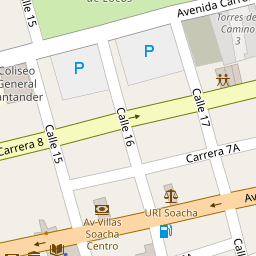 de Locos
Avenida Carre
Torres de
Camino
3
P
P
Coliseo
General
antander
Calle 17
Carrera 8
Calle 15
Calle 16
Carrera 7A
Calle 15
Av-Villas
Soacha
Centro
URI Soacha
Av